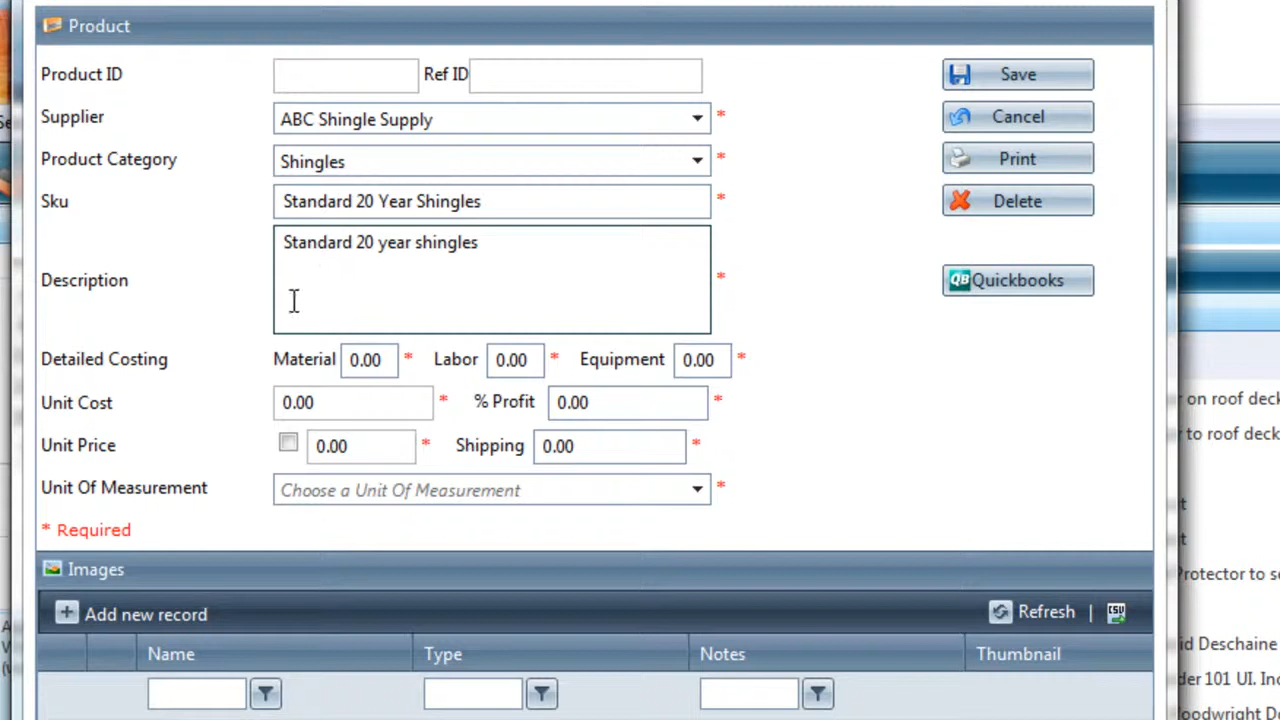 Product
Product ID Ref ID Save
Supplier ABC Shingle Supply * Cancel
Product Category Shingles * Print
Sku Standard 20 Year Shingles * Delete
Standard 20 year shingles
Description * QB Quickbooks
Detailed Costing Material 0.00 * Labor 0.00 * Equipment 0.00 *
Unit Cost 0.00 * % Profit 0.00 *
r on roof deck
Unit Price 0.00 * Shipping 0.00 *
r to roof deck
Unit Of Measurement Choose a Unit Of Measurement *
* Required
Images
Protector to s
Add new record Refresh | CSV
Name Type Notes Thumbnail
id Deschaine
der 101 UI. Inc
oodwright D